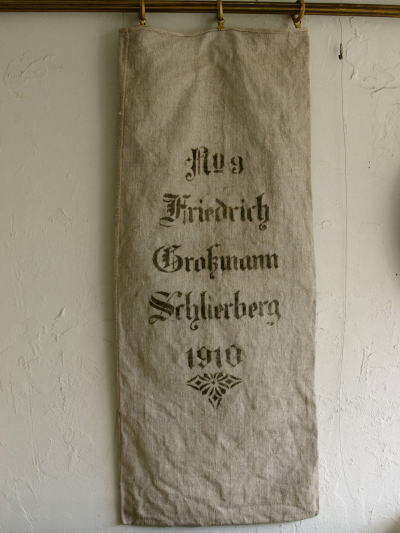 No 9
Friedrich
Großmann
Schlierberg
1910